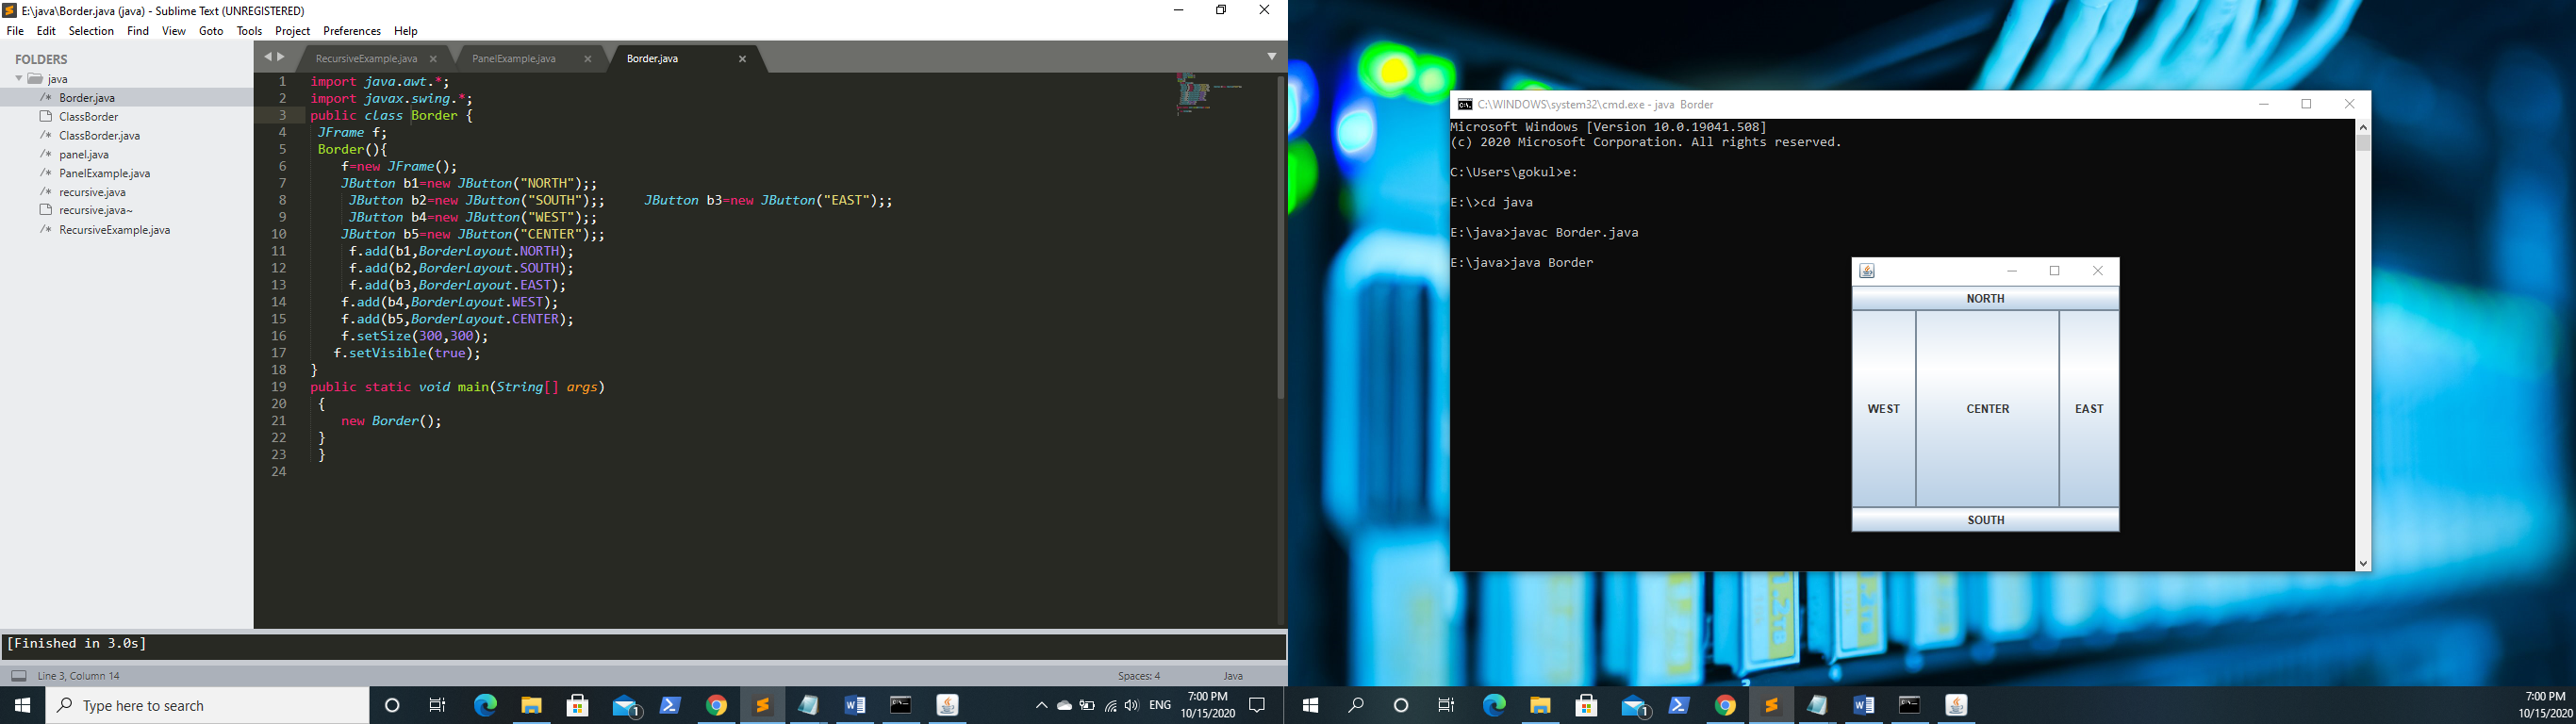 E:\java\Border.java (java) - Sublime Text (UNREGISTERED)
File Edit Selection Find View Goto Tools Project Preferences Help
FOLDERS
java
/* Border.java
ClassBorder
/* ClassBorder.java
/* panel.java
/* PanelExample.java
/* recursive.java
recursive.java~
/* RecursiveExample.java
RecursiveExample.java PanelExample.java Border.java
1 import java.awt.*;
2 import javax.swing.*;
3 public class Border {
4 JFrame f;
5 Border(){
6 f=new JFrame();
7 JButton b1=new JButton("NORTH");;
8 JButton b2=new JButton("SOUTH");; JButton b3=new JButton("EAST");;
9 JButton b4=new JButton("WEST");;
10 JButton b5=new JButton("CENTER");;
11 f.add(b1,BorderLayout.NORTH);
12 f.add(b2,BorderLayout.SOUTH);
13 f.add(b3,BorderLayout.EAST);
14 f.add(b4,BorderLayout.WEST);
15 f.add(b5,BorderLayout.CENTER);
16 f.setSize(300,300);
17 f.setVisible(true);
18 }
19 public static void main(String[] args)
20 {
21 new Border();
22 }
23 }
24
[Finished in 3.0s]
Line 3, Column 14 Spaces: 4 Java
Type here to search
1
ENG
7:00 PM
10/15/2020
C:\WINDOWS\system32\cmd.exe - java Border
Microsoft Windows [Version 10.0.19041.508]
(c) 2020 Microsoft Corporation. All rights reserved.
C:\Users\gokul>e:
E:\>cd java
E:\java>javac Border.java
E:\java>java Border
NORTH
WEST CENTER EAST
SOUTH
1
7:00 PM
10/15/2020